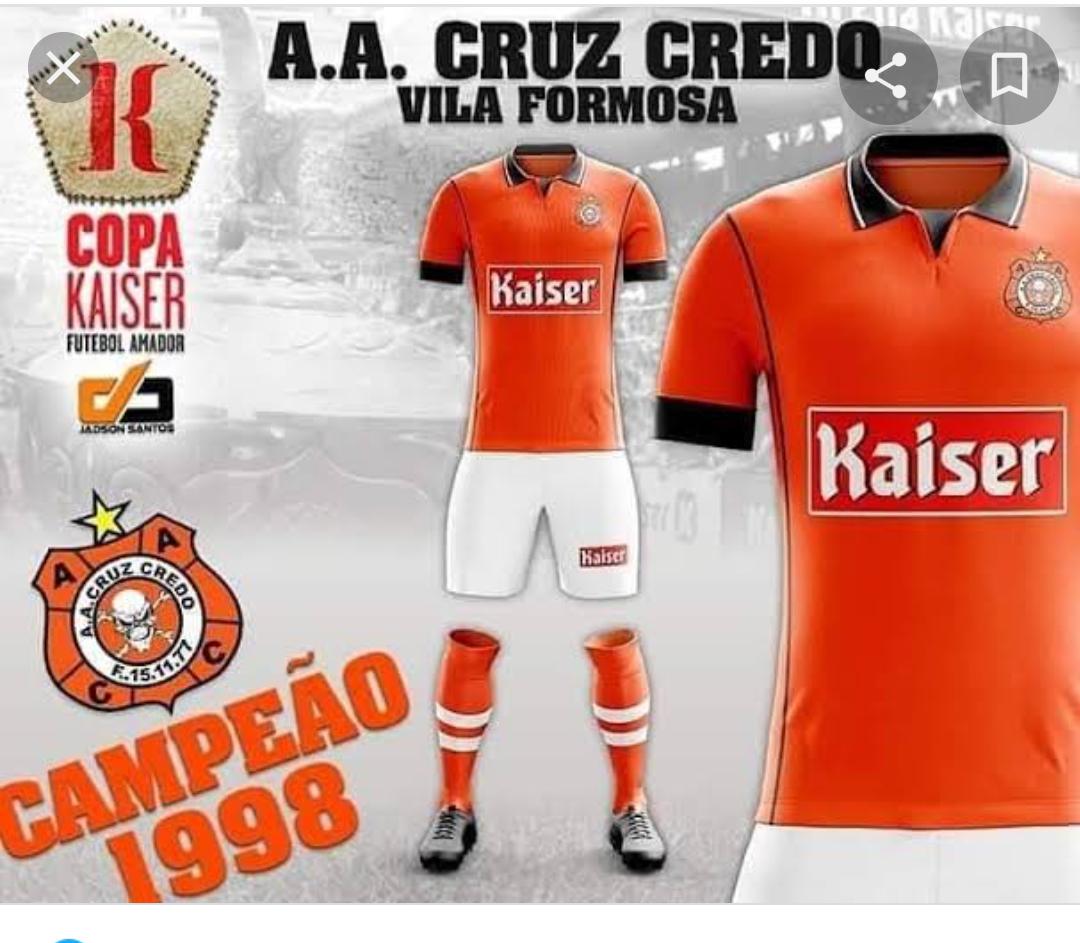 A.A. CRUZ CREDO
VILA FORMOSA
K
COPA
KAISER
FUTEBOL AMADOR
JADSON SANTOS
Kaiser
Kaiser
Kaiser
A A
A.A. CRUZ CREDO
F. 15.11.77
C C
CAMPEÃO
1998
Kaiser